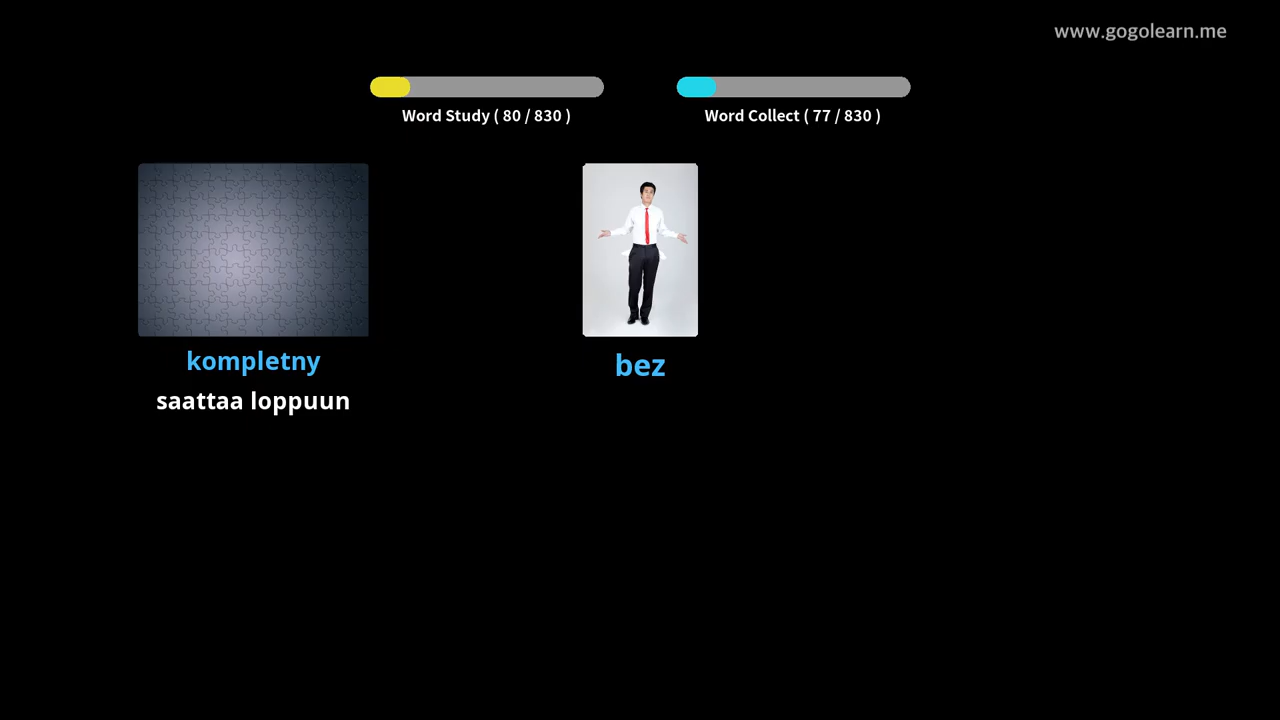 www.gogolearn.me
Word Study ( 80 / 830 )
Word Collect ( 77 / 830 )
kompletny
saattaa loppuun
bez